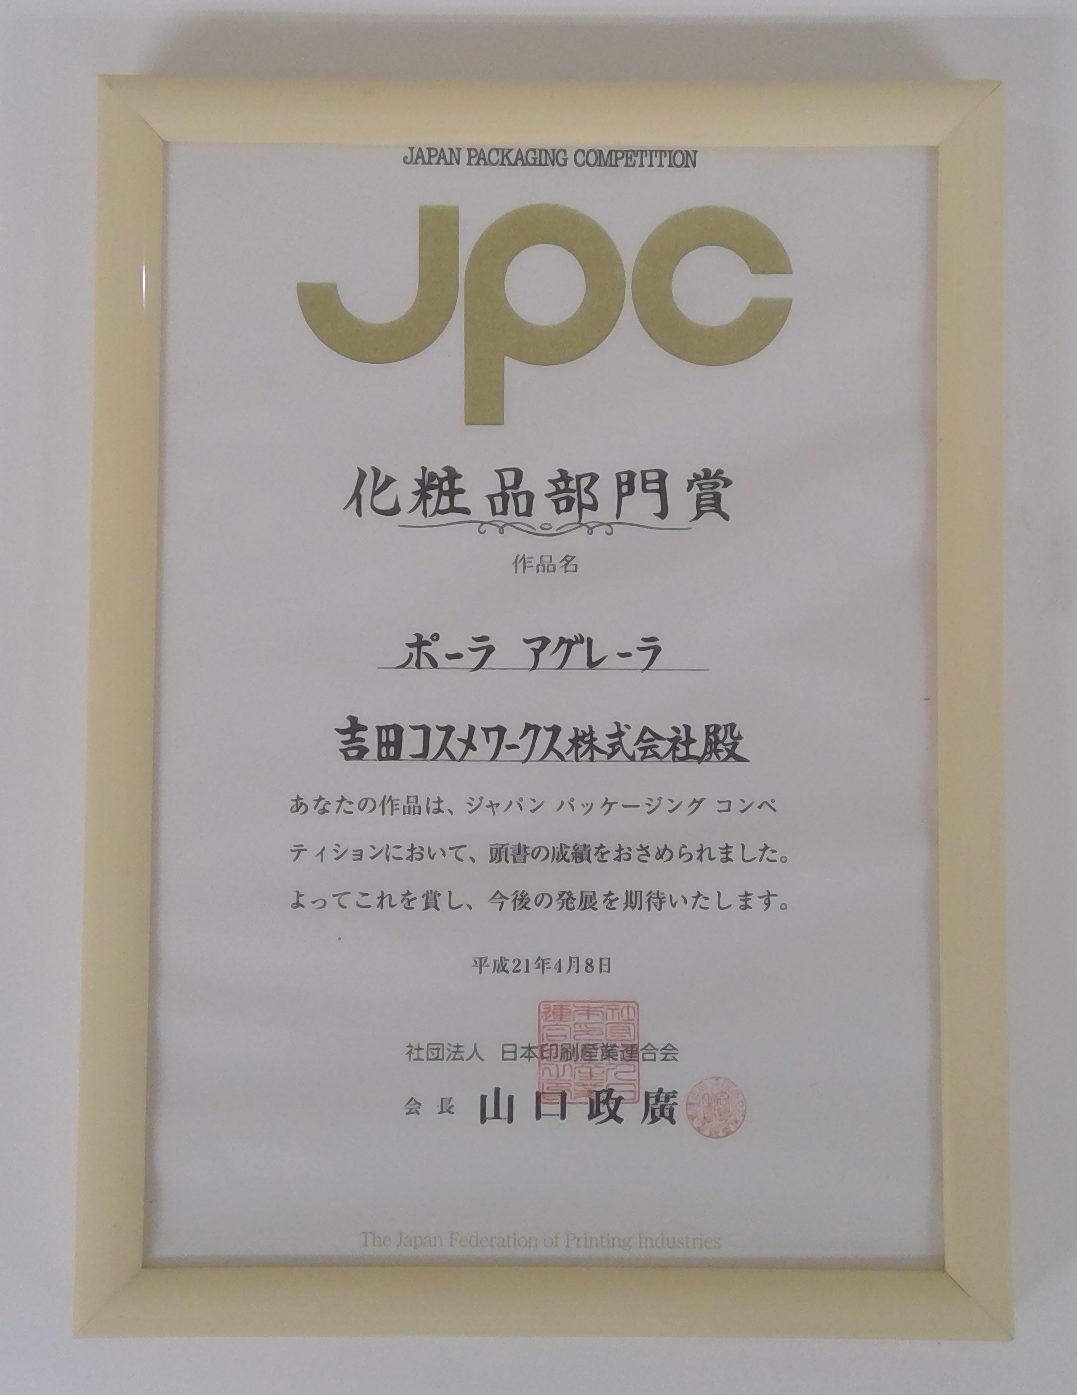 JAPAN PACKAGING COMPETITION
JPC
化粧品部門賞
作品名
ポーラ アグレーラ
吉田コスメワークス株式会社殿
あなたの作品は、ジャパン パッケージング コンペ
ティションにおいて、頭書の成績をおさめられました。
よってこれを賞し、今後の発展を期待いたします。
平成21年4月8日
社団法人 日本印刷産業連合会
会長 山口政廣
The Japan Federation of Printing Industries